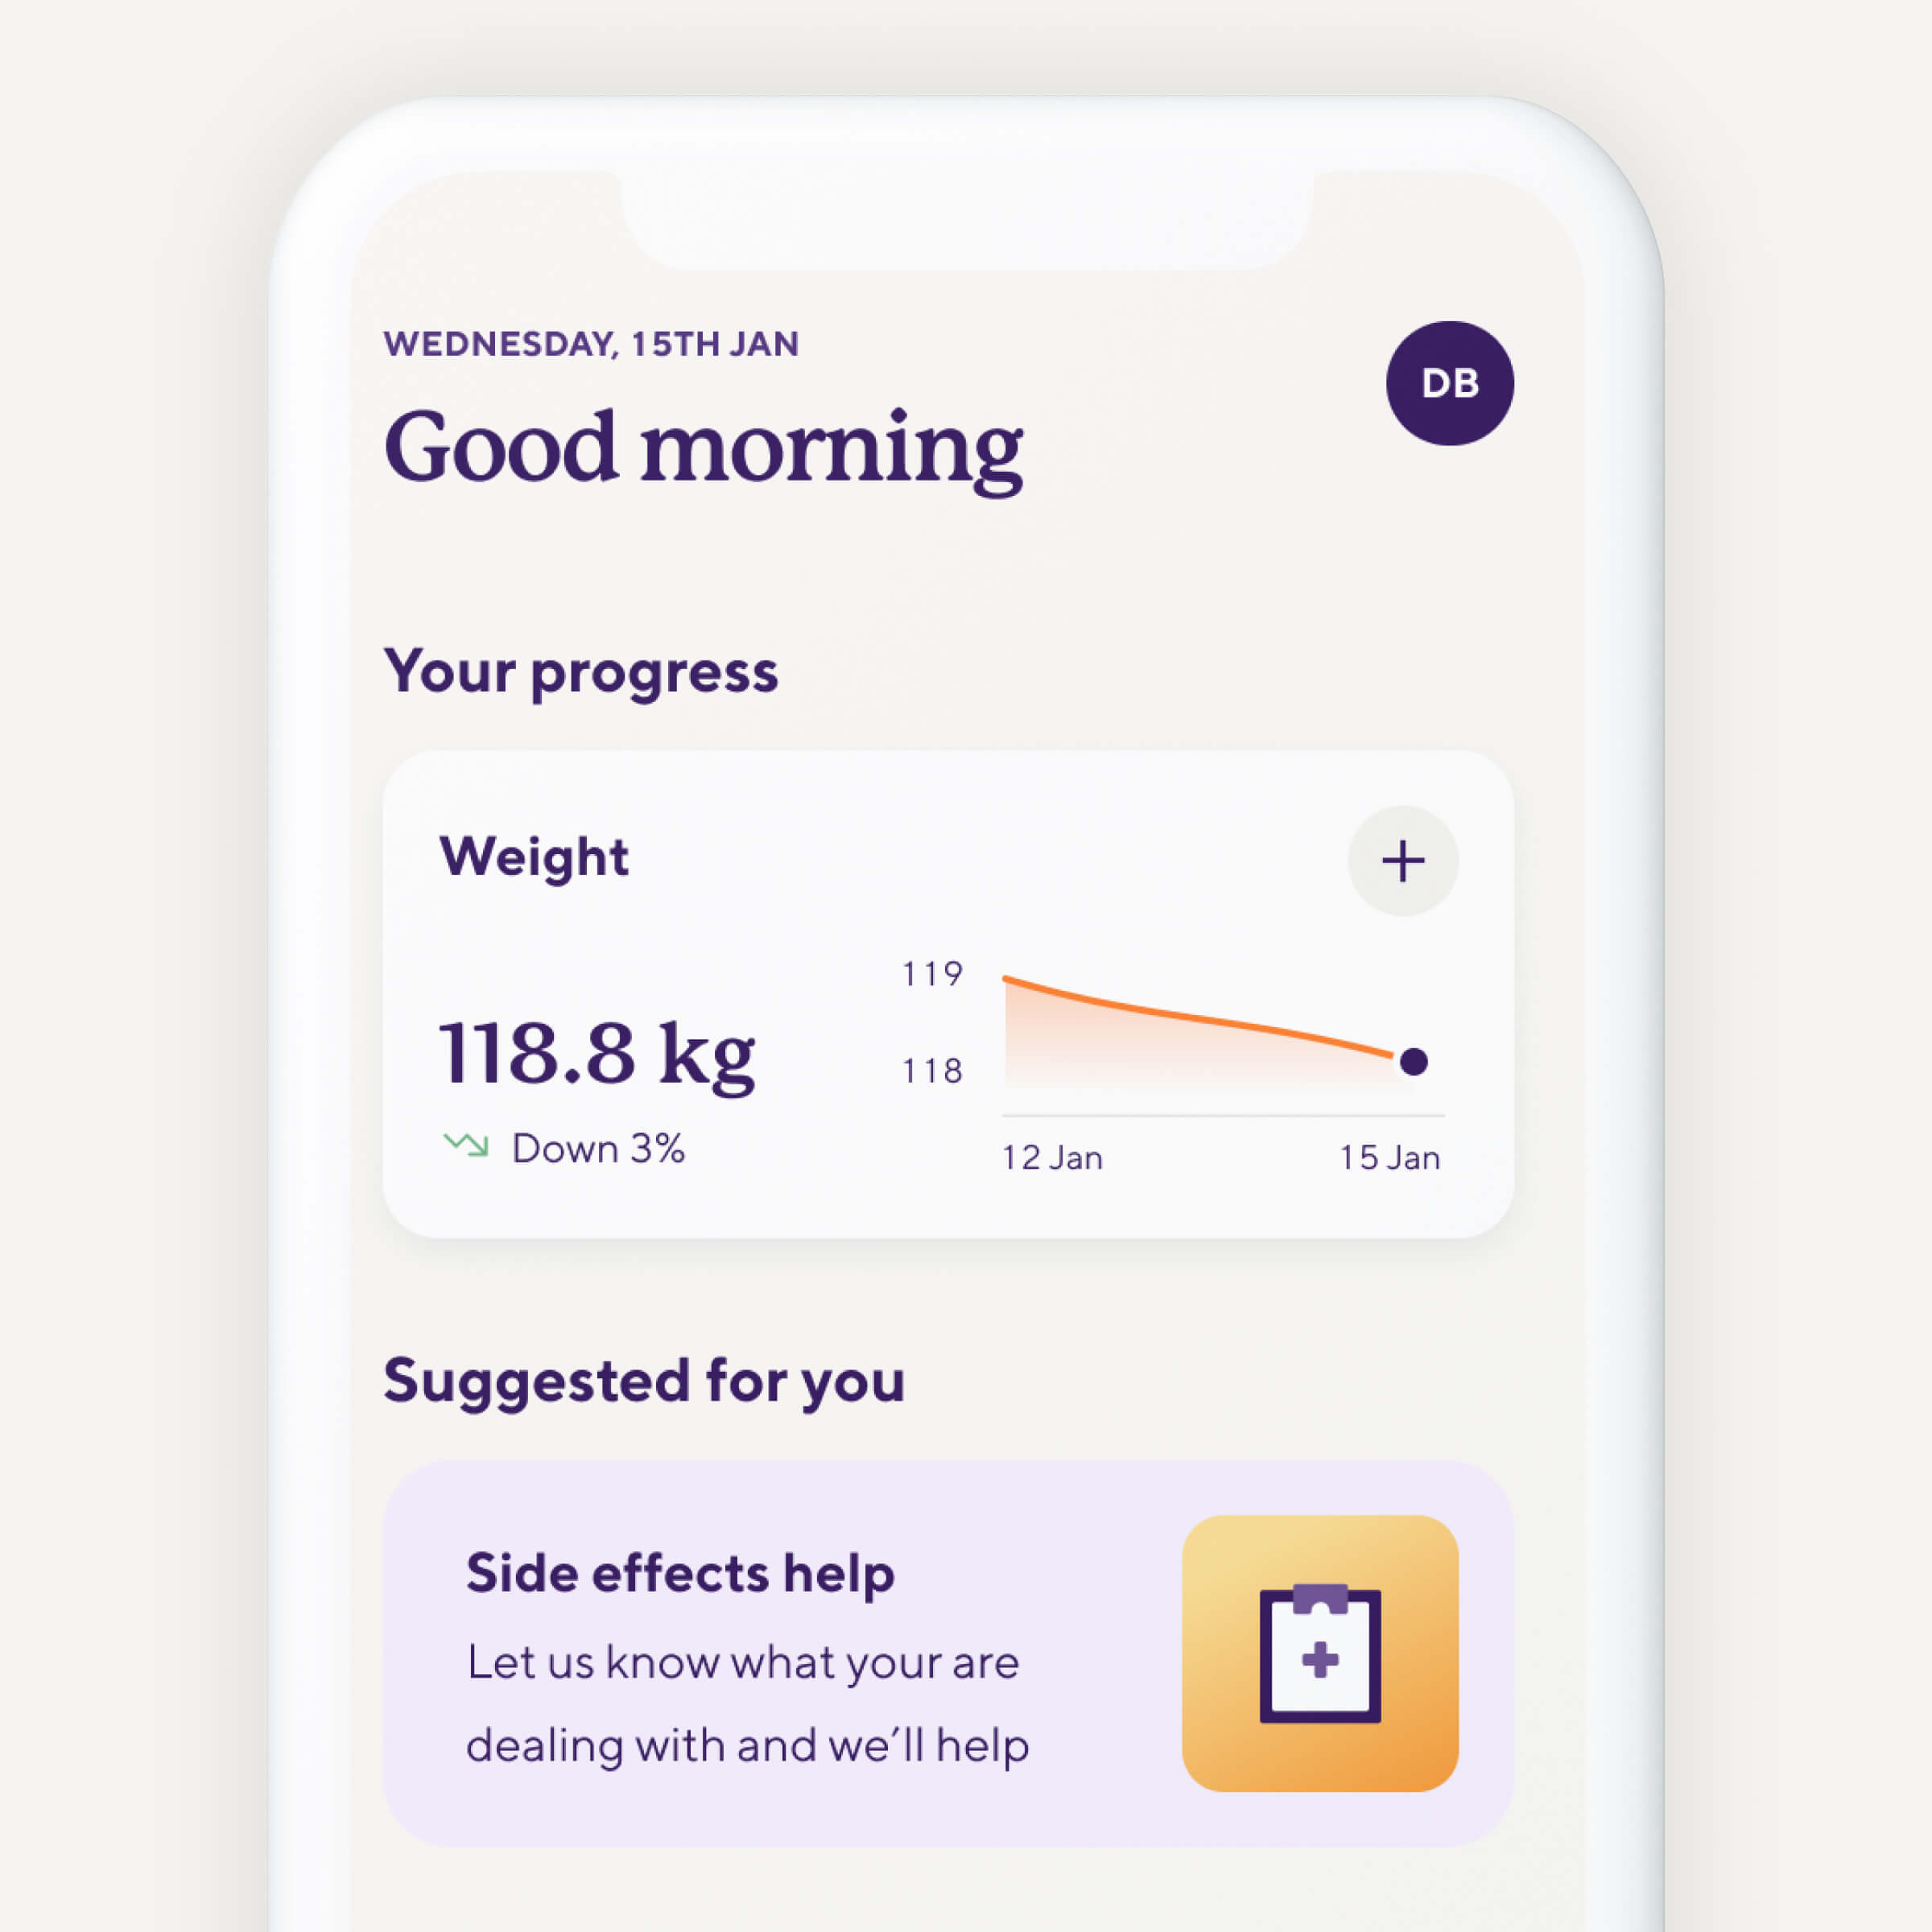 WEDNESDAY, 15TH JAN
DB
Good morning
Your progress
Weight
+
119
118
118.8 kg
Down 3%
12 Jan
15 Jan
Suggested for you
Side effects help
Let us know what your are
dealing with and we’ll help